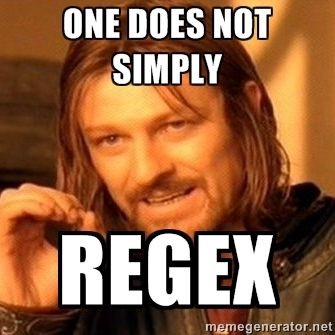 ONE DOES NOT
SIMPLY
REGEX
memegenerator.net